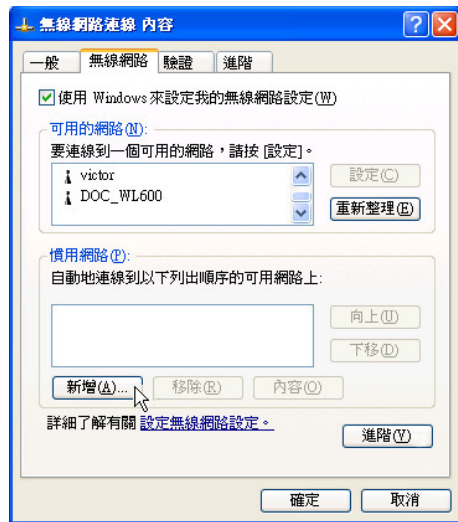 無線網路連線 內容
一般 無線網路 驗證 進階
使用 Windows 來設定我的無線網路設定(W)
可用的網路(N):
要連線到一個可用的網路，請按 [設定]。
victor
DOC_WL600
設定(C)
重新整理(E)
慣用網路(P):
自動地連線到以下列出順序的可用網路上:
向上(U)
下移(D)
新增(A)... 移除(R) 內容(O)
詳細了解有關 設定無線網路設定。
進階(V)
確定 取消